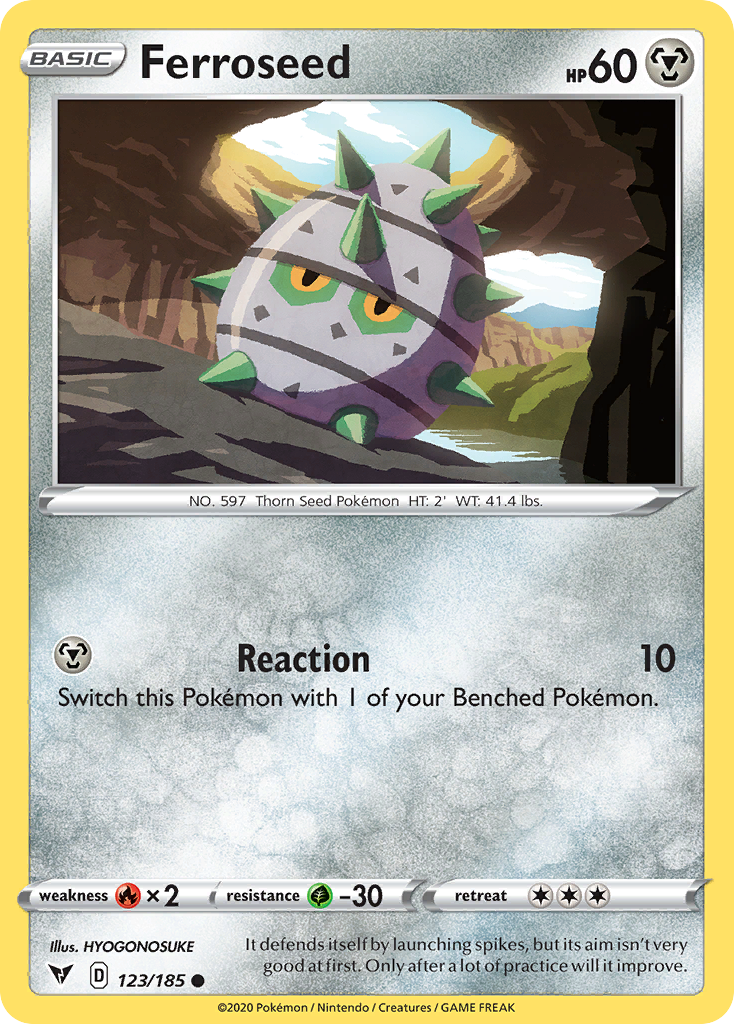 BASIC
Ferroseed
HP60
NO. 597 Thorn Seed Pokémon HT: 2' WT: 41.4 lbs.
Reaction 10
Switch this Pokémon with 1 of your Benched Pokémon.
weakness ×2 resistance -30 retreat
Illus. HYOGONOSUKE
It defends itself by launching spikes, but its aim isn't very
good at first. Only after a lot of practice will it improve.
D 123/185
©2020 Pokémon / Nintendo / Creatures / GAME FREAK